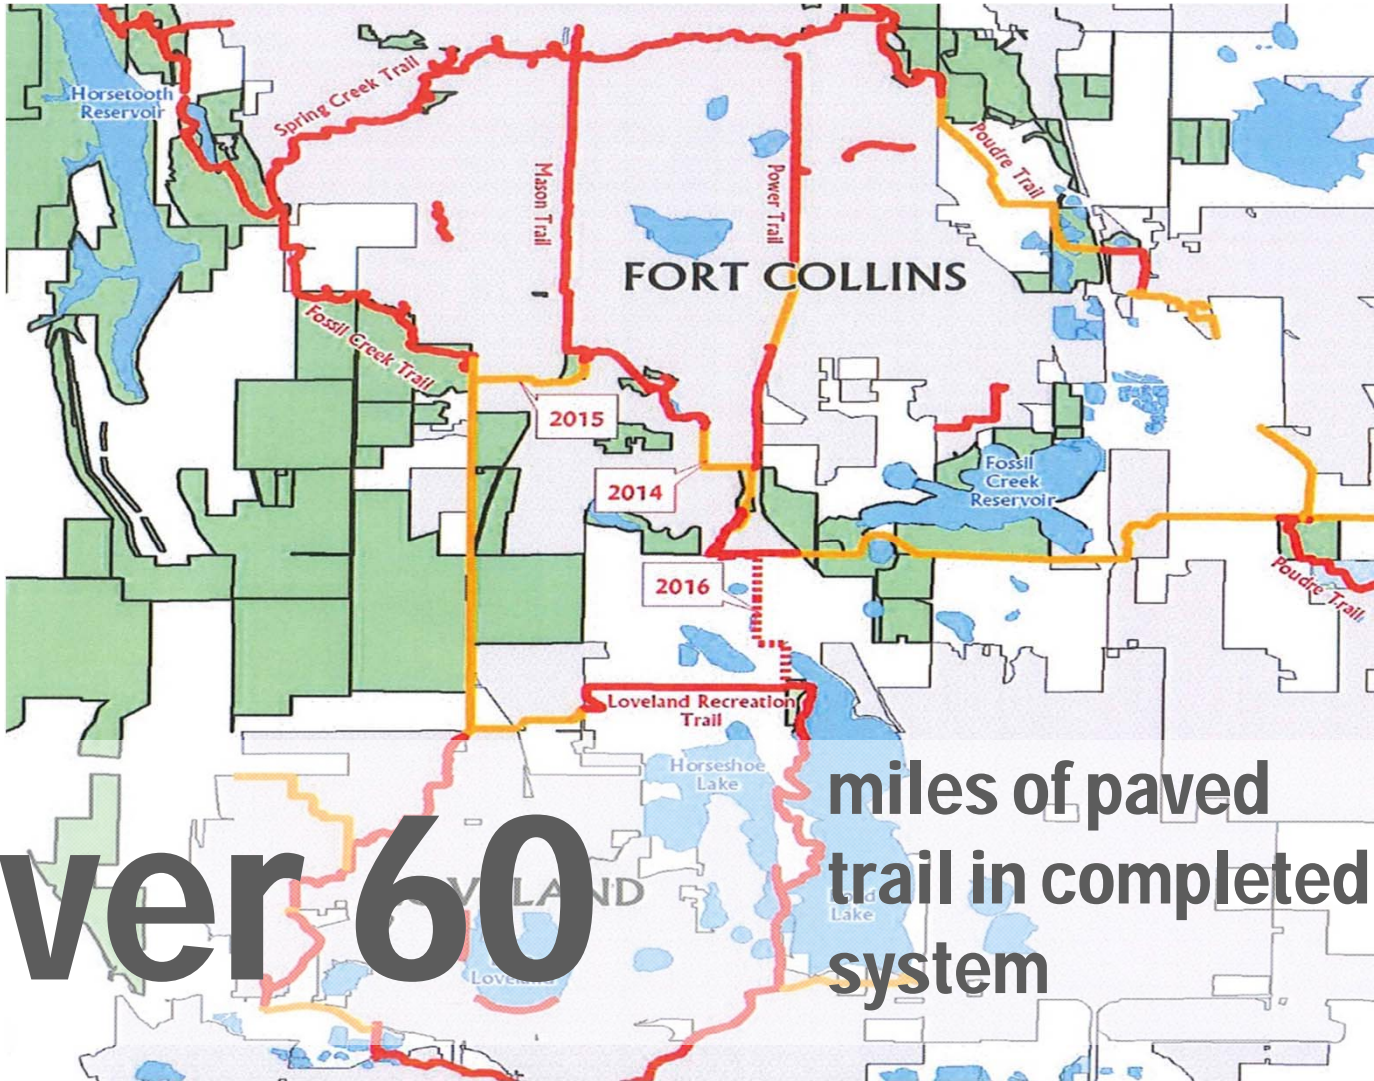 Horsetooth
Reservoir
Spring Creek Trail
Mason Trail
Power Trail
Poudre Trail
FORT COLLINS
Fossil Creek Trail
2015
2014
Fossil
Creek
Reservoir
2016
Poudre Trail
Loveland Recreation
Trail
Horseshoe
Lake
miles of paved
ver 60
trail in completed
Lake
system